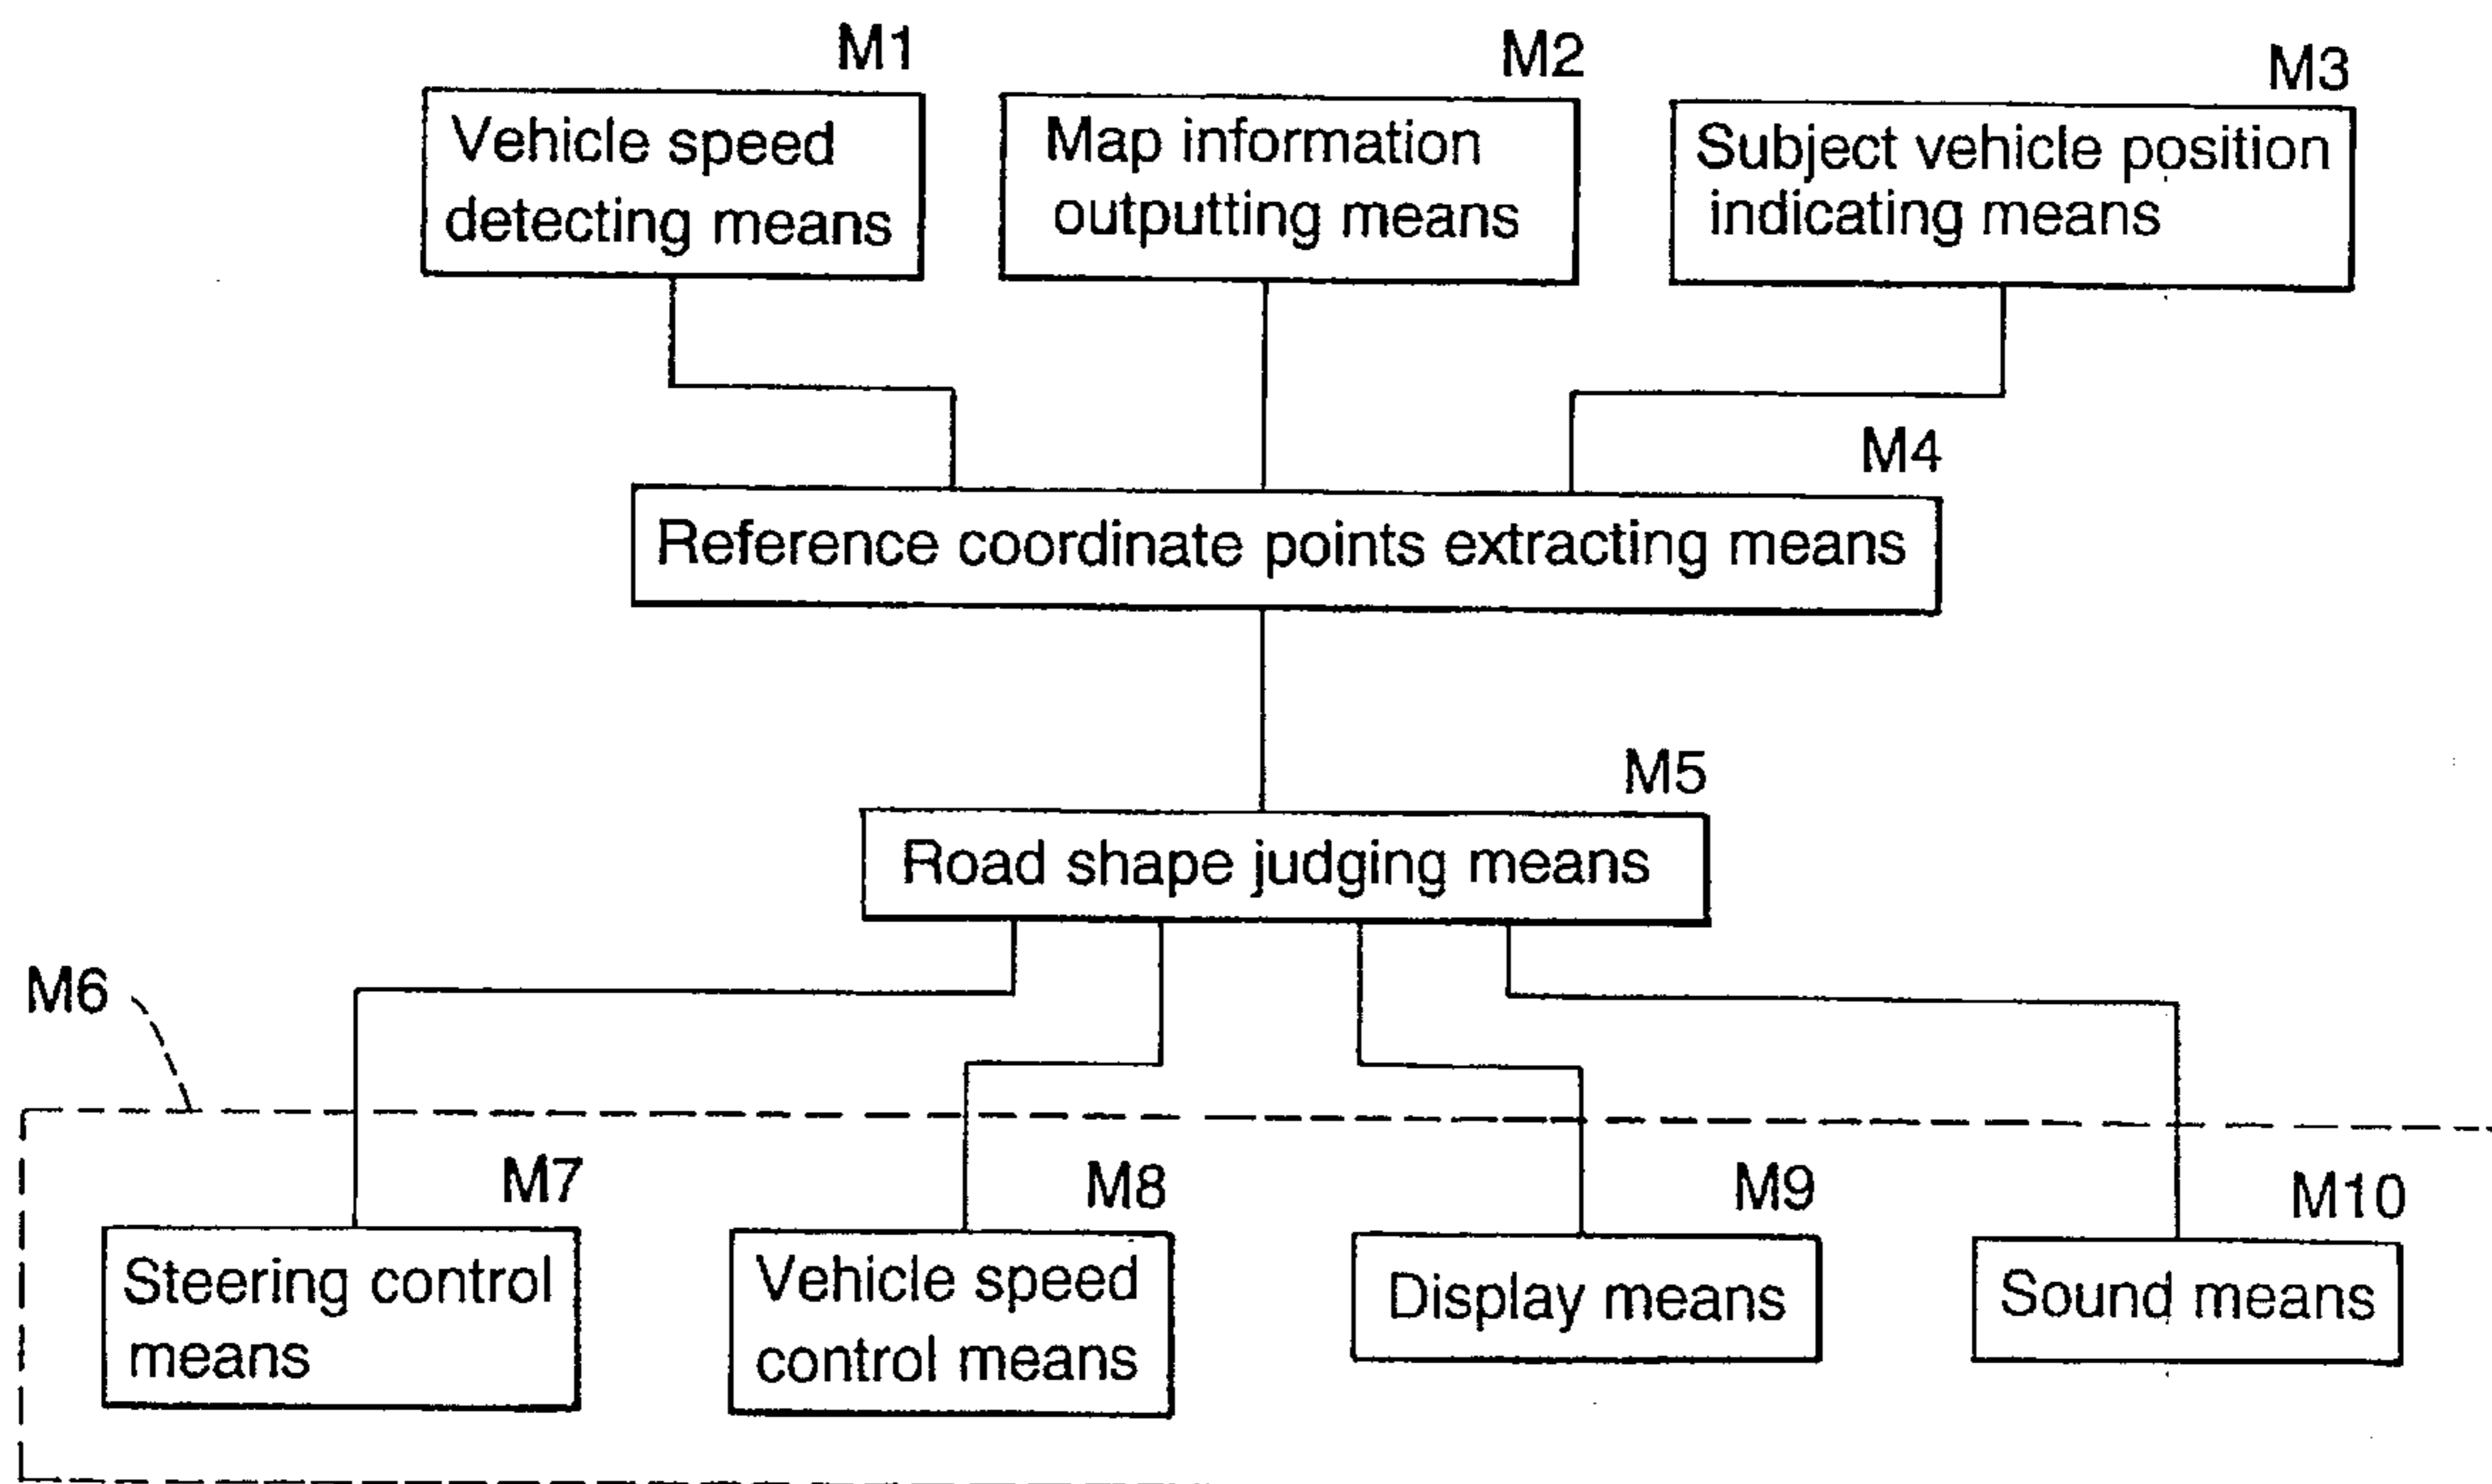 M1
Vehicle speed
detecting means
M2
Map information
outputting means
M3
Subject vehicle position
indicating means
M4
Reference coordinate points extracting means
M5
Road shape judging means
M6
M7
Steering control
means
M8
Vehicle speed
control means
M9
Display means
M10
Sound means